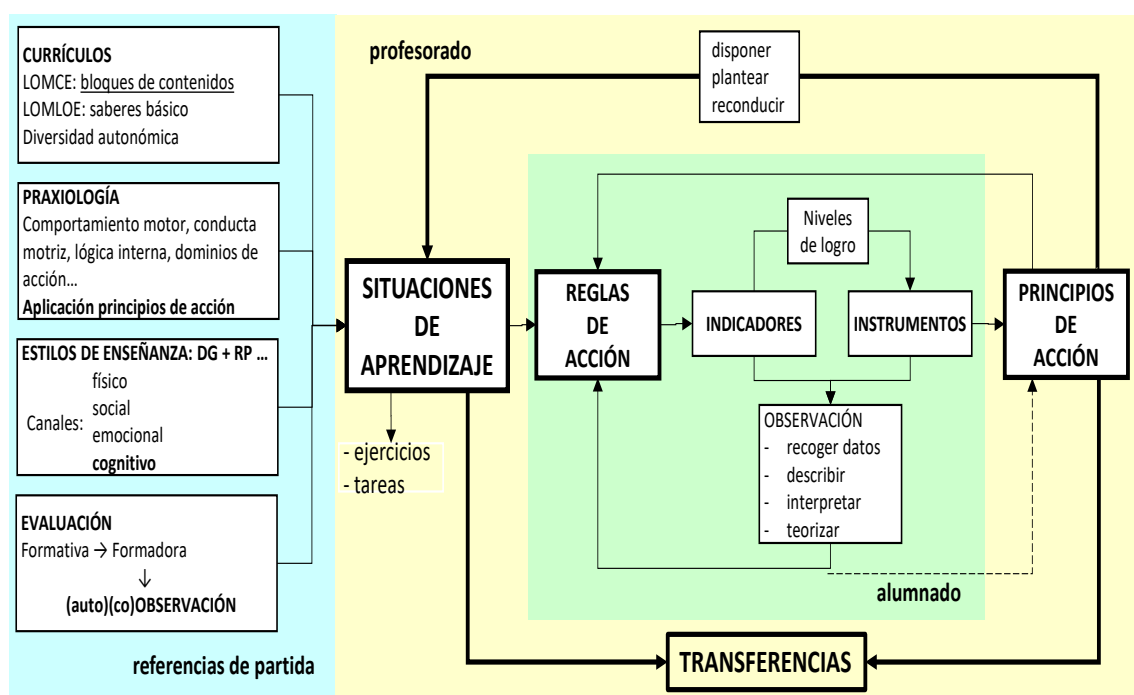 CURRÍCULOS
LOMCE: bloques de contenidos
LOMLOE: saberes básico
Diversidad autonómica
PRAXIOLOGÍA
Comportamiento motor, conducta
motriz, lógica interna, dominios de
acción...
Aplicación principios de acción
ESTILOS DE ENSEÑANZA: DG + RP ...
Canales:
físico
social
emocional
cognitivo
EVALUACIÓN
Formativa → Formadora
↓
(auto)(co)OBSERVACIÓN
referencias de partida
profesorado
disponer
plantear
reconducir
SITUACIONES
DE
APRENDIZAJE
- ejercicios
- tareas
REGLAS
DE
ACCIÓN
Niveles
de logro
INDICADORES
INSTRUMENTOS
OBSERVACIÓN
- recoger datos
- describir
- interpretar
- teorizar
alumnado
PRINCIPIOS
DE
ACCIÓN
TRANSFERENCIAS